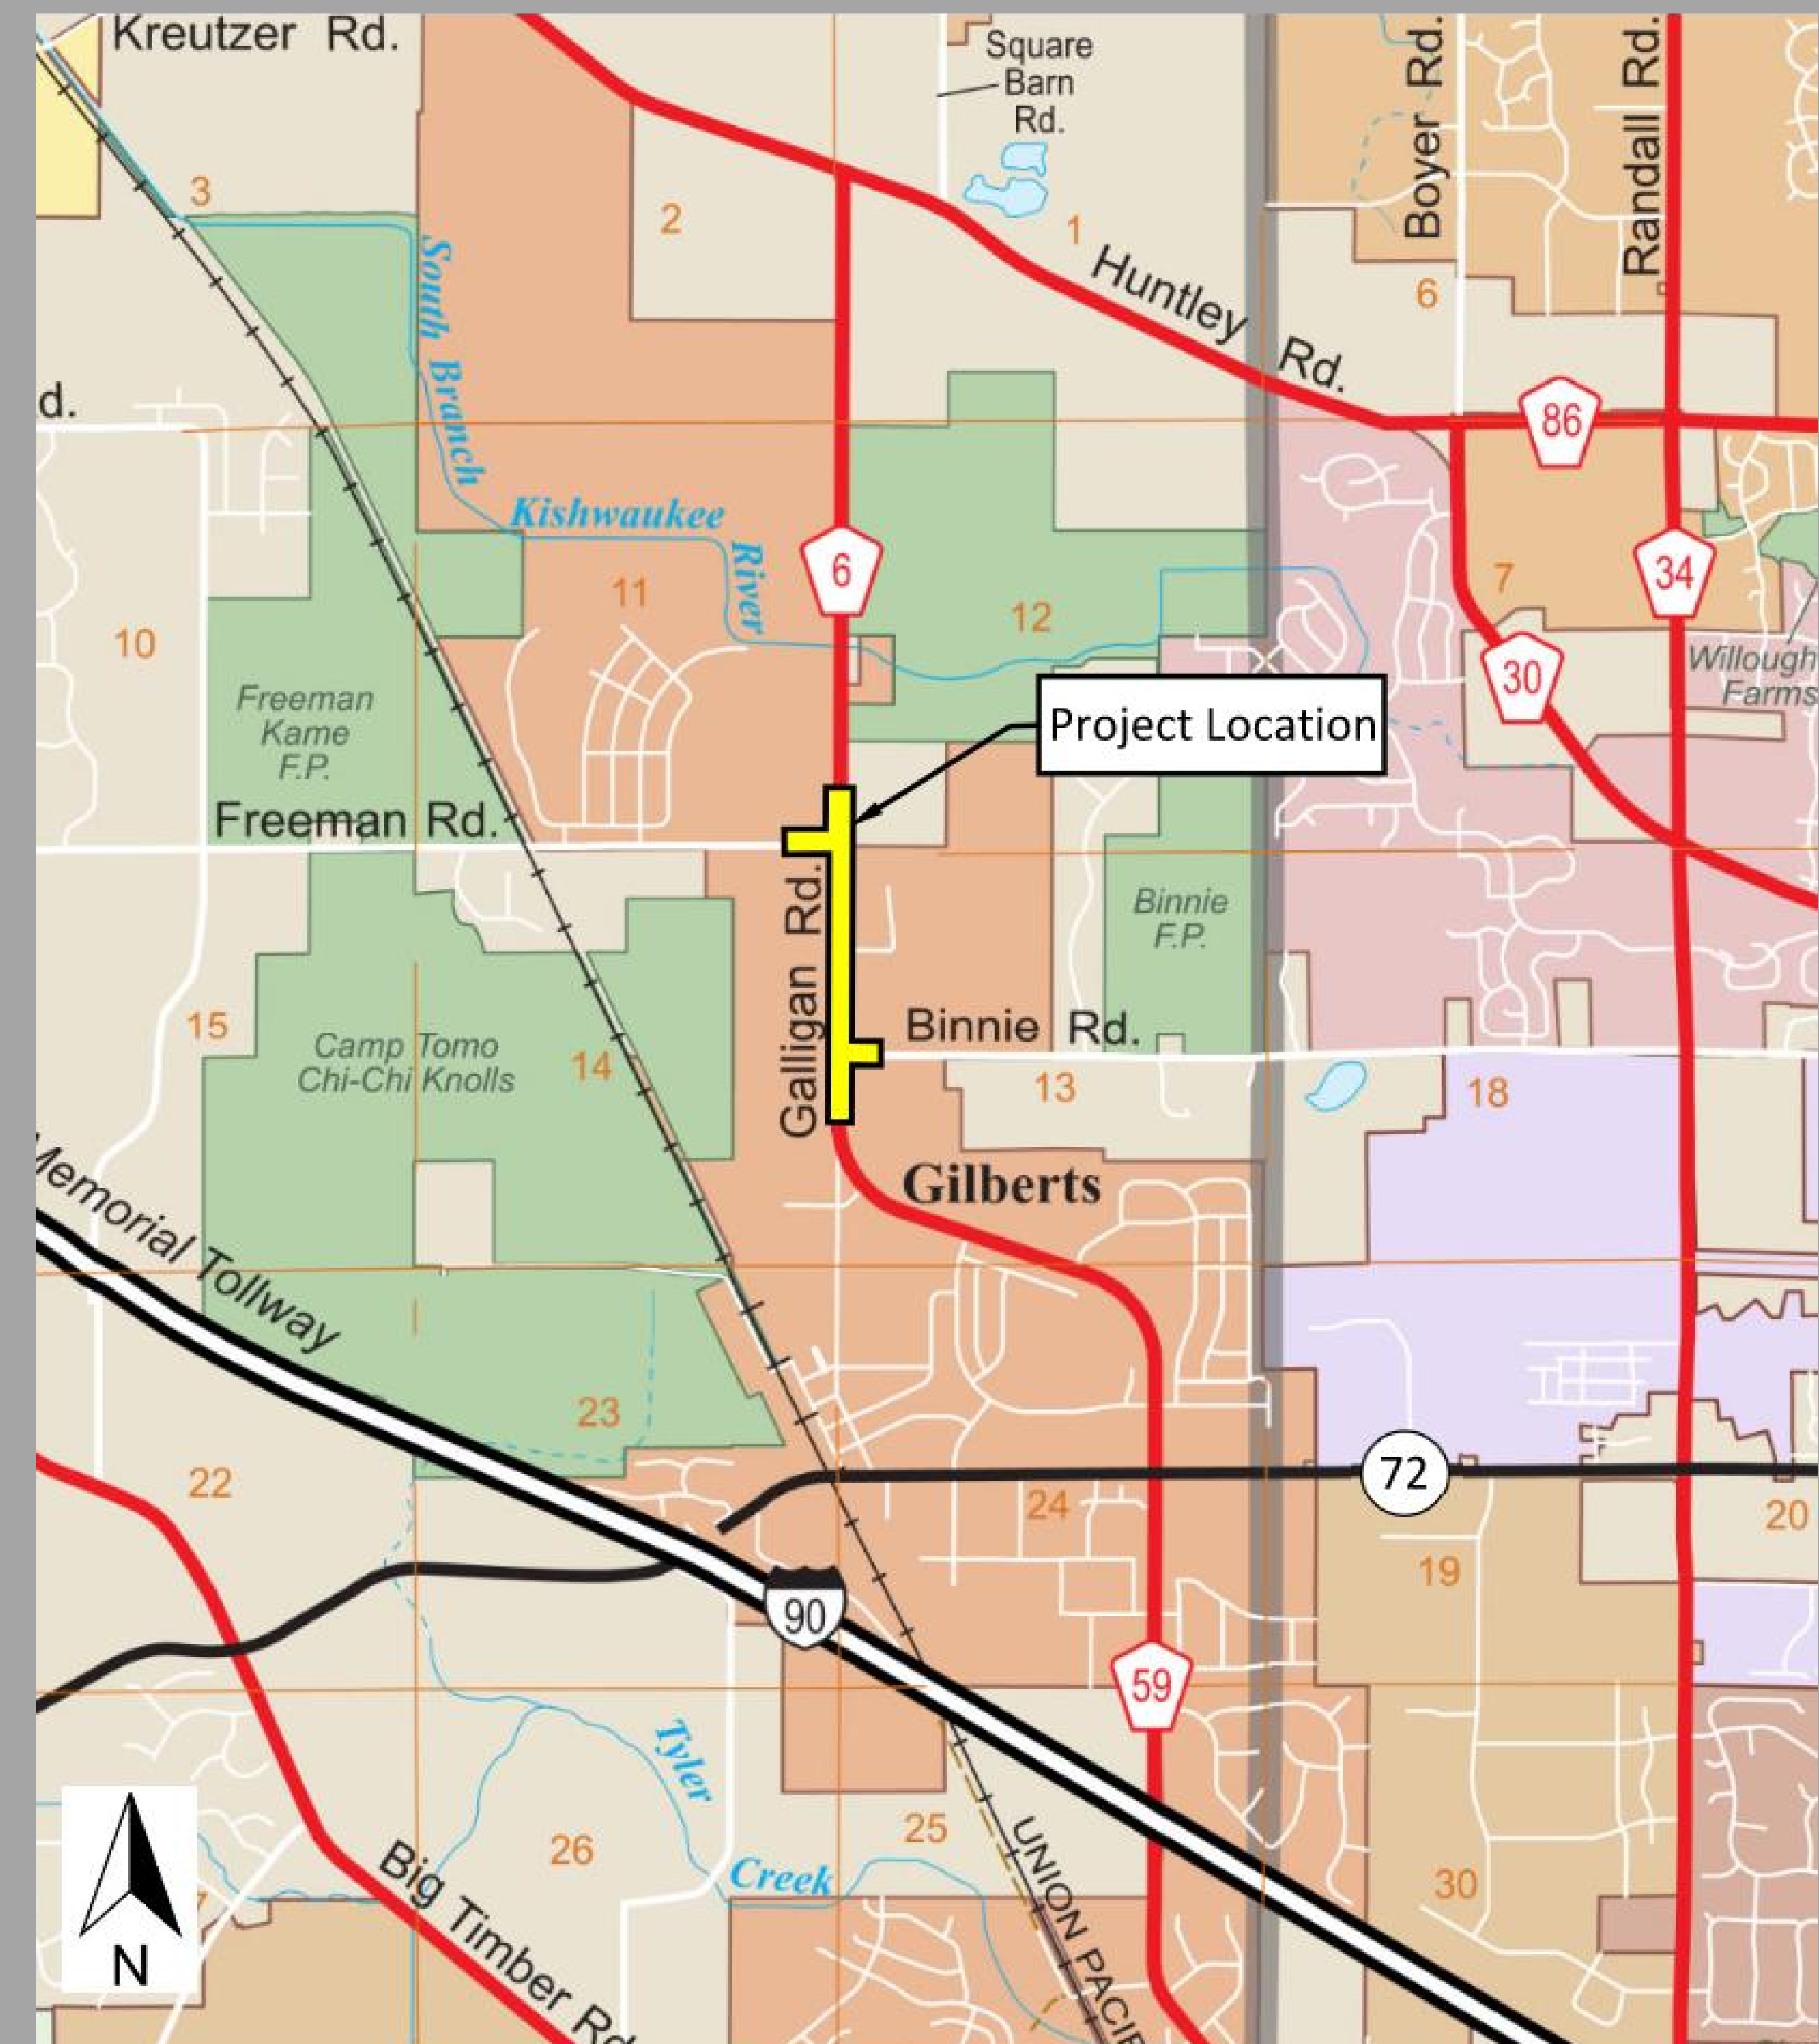 Kreutzer Rd.
Square
Barn
Rd.
Boyer Rd.
Randall Rd.
3
2
1
6
Huntley Rd.
South Branch
d.
86
Kishwaukee
River
6
11
12
7
34
10
30
Willough
Farms
Freeman
Kame
F.P.
Project Location
Freeman Rd.
Galligan Rd.
Binnie
F.P.
15
Binnie Rd.
Camp Tomo
Chi-Chi Knolls
14
13
18
Memorial Tollway
Gilberts
23
22
72
24
20
19
90
59
Tyler
Creek
25
26
30
UNION PACIF
Big Timber Rd
N